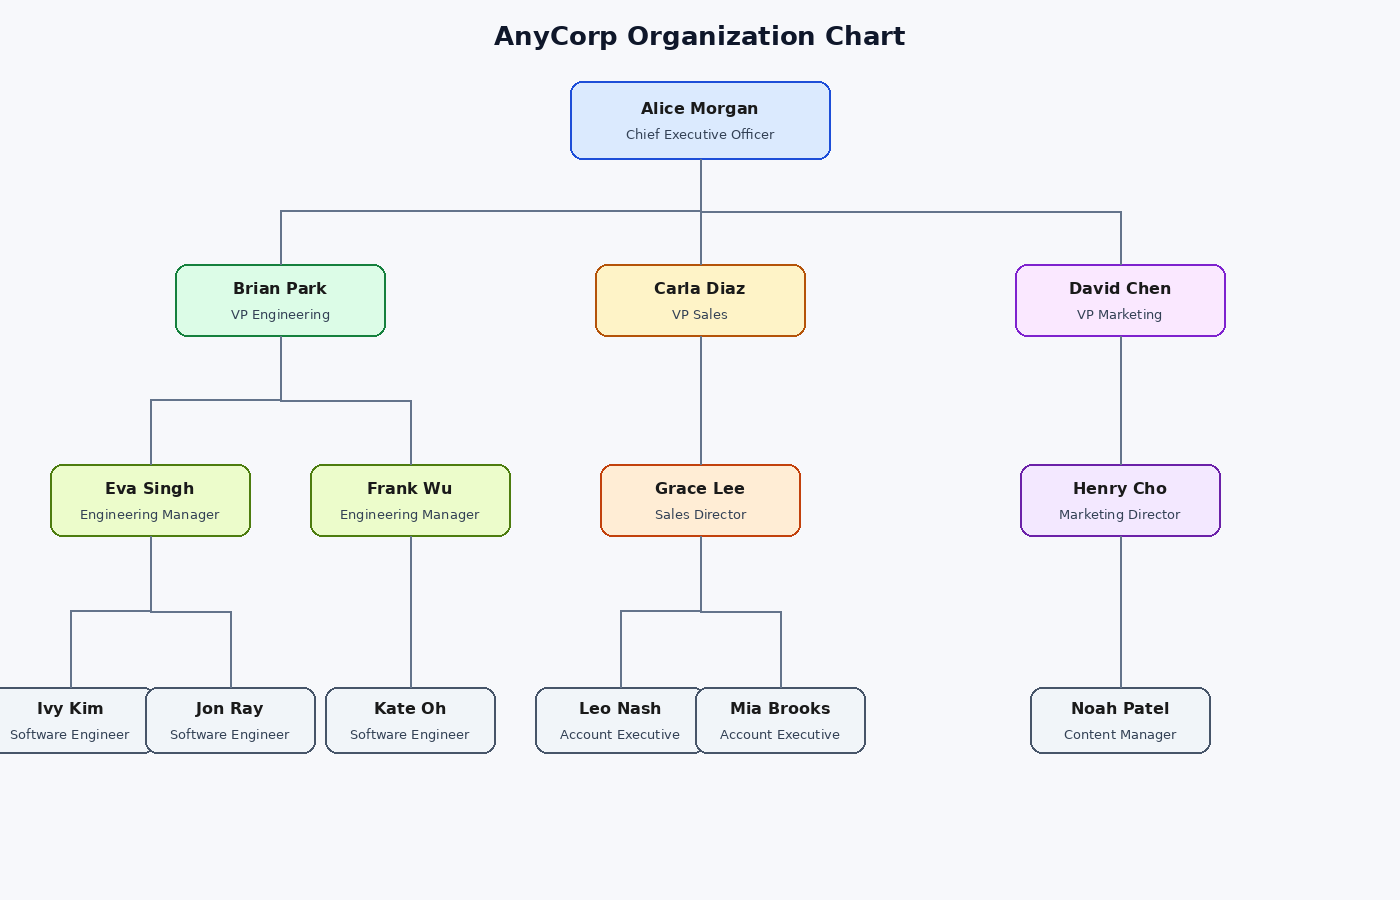 AnyCorp Organization Chart
Alice Morgan
Chief Executive Officer
Brian Park
VP Engineering
Carla Diaz
VP Sales
David Chen
VP Marketing
Eva Singh
Engineering Manager
Frank Wu
Engineering Manager
Grace Lee
Sales Director
Henry Cho
Marketing Director
Ivy Kim
Software Engineer
Jon Ray
Software Engineer
Kate Oh
Software Engineer
Leo Nash
Account Executive
Mia Brooks
Account Executive
Noah Patel
Content Manager